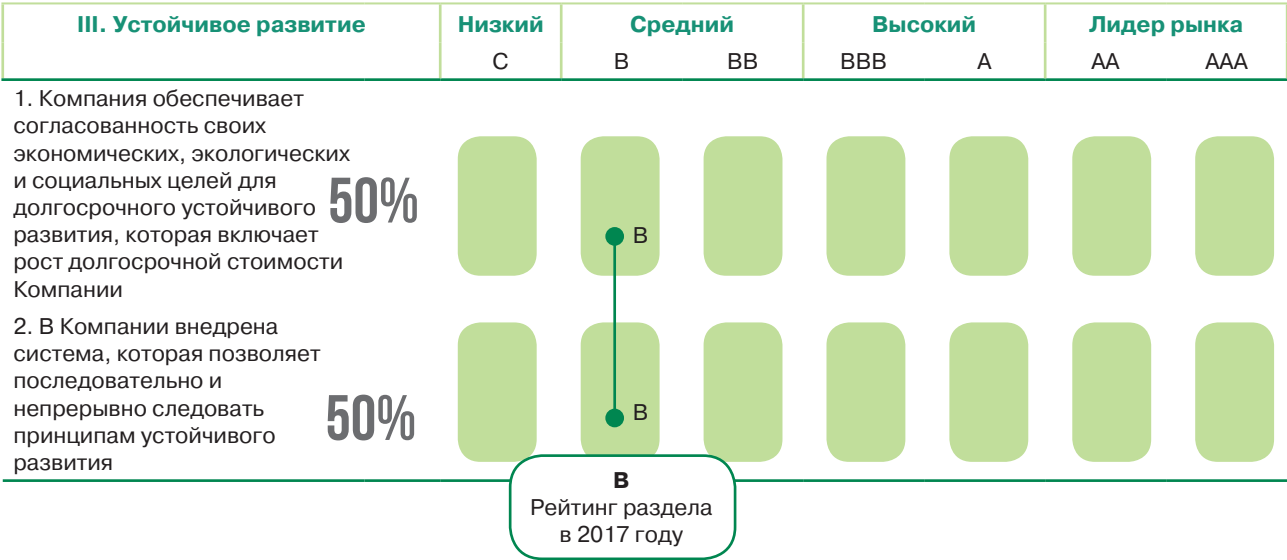 III. Устойчивое развитие Низкий Средний Высокий Лидер рынка
C B BB BBB A AA AAA
1. Компания обеспечивает
согласованность своих
экономических, экологических
и социальных целей для
долгосрочного устойчивого
развития, которая включает
рост долгосрочной стоимости
Компании
50%
B
2. В Компании внедрена
система, которая позволяет
последовательно и
непрерывно следовать
принципам устойчивого
развития
50%
B
B
Рейтинг раздела
в 2017 году